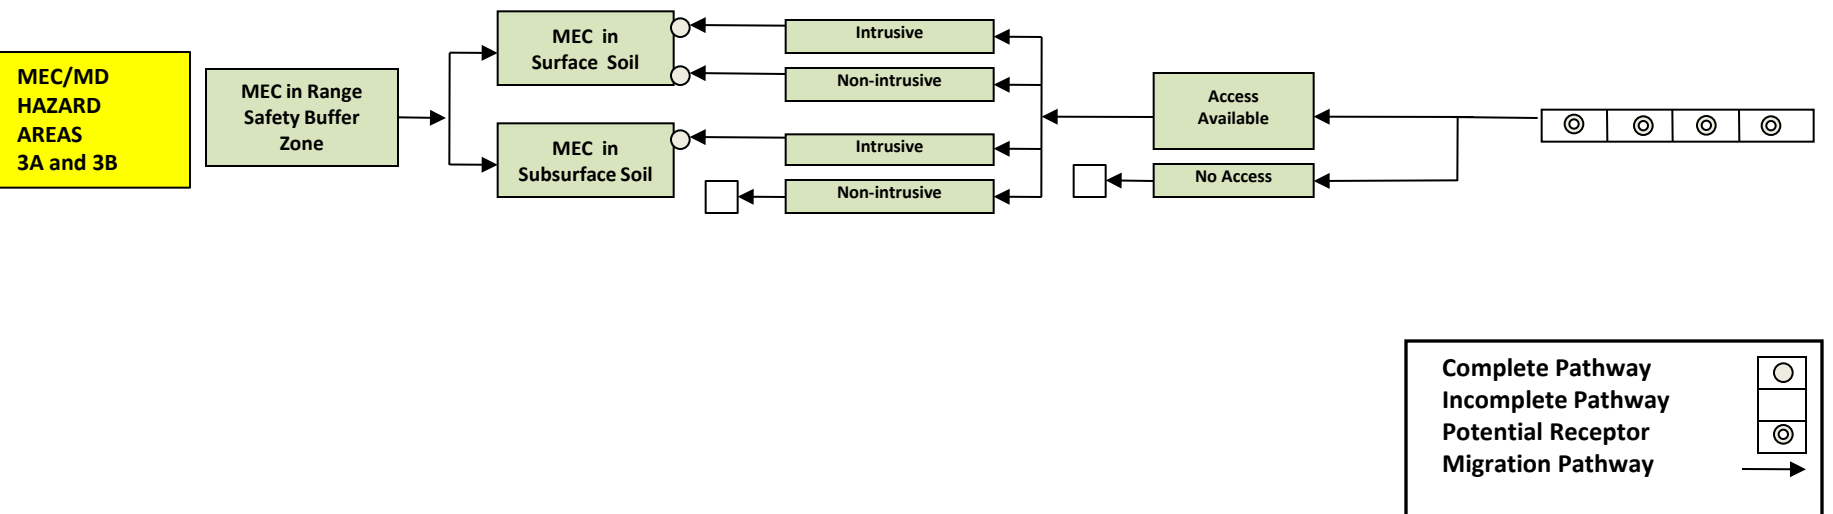 MEC/MD
HAZARD
AREAS
3A and 3B
MEC in Range
Safety Buffer
Zone
MEC in
Surface Soil
MEC in
Subsurface Soil
Intrusive
Non-intrusive
Intrusive
Non-intrusive
Access
Available
No Access
Complete Pathway
Incomplete Pathway
Potential Receptor
Migration Pathway